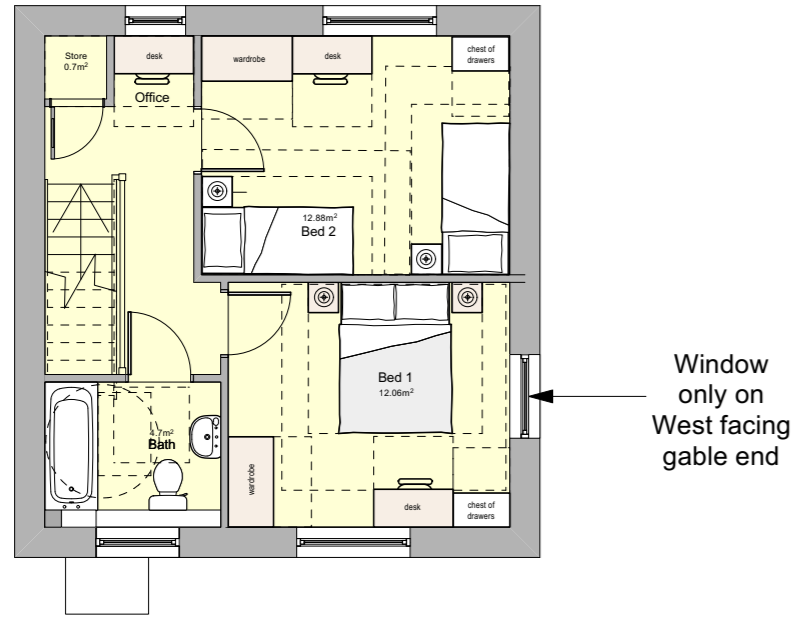 Store
0.7m²
desk
wardrobe
desk
chest of
drawers
Office
12.88m²
Bed 2
Bed 1
12.06m²
Window
only on
West facing
gable end
4.7m²
Bath
wardrobe
desk
chest of
drawers